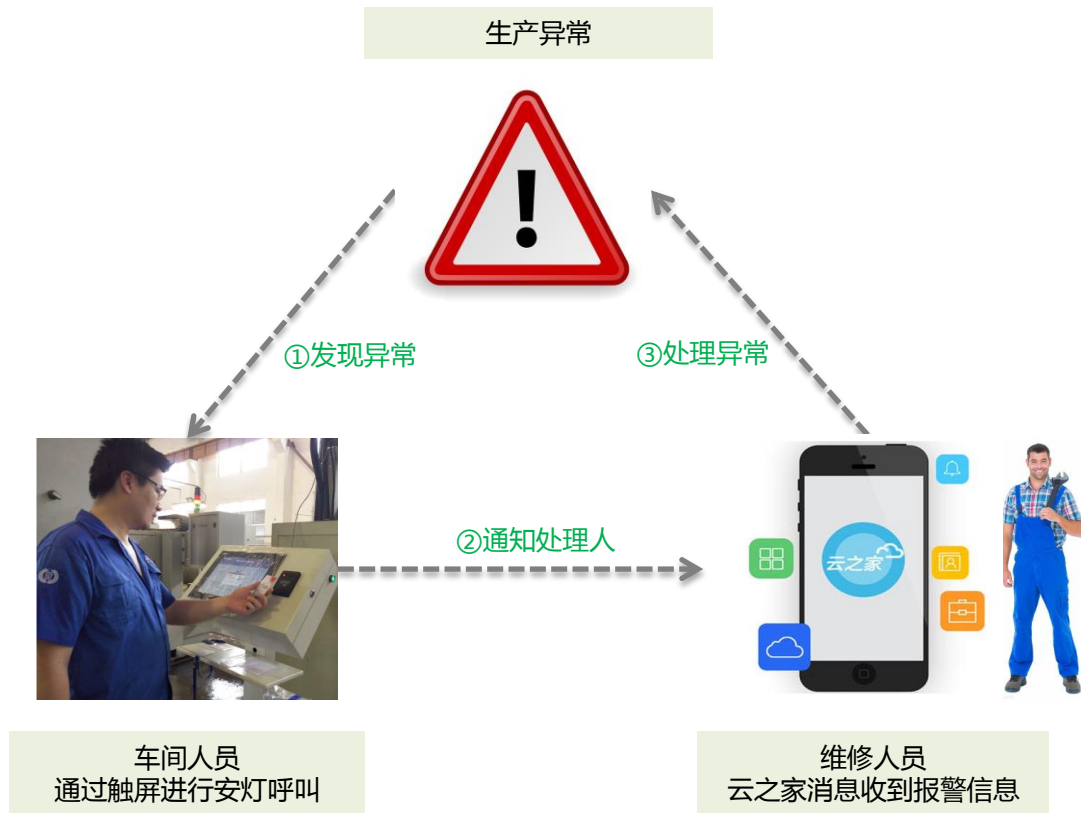 生产异常
①发现异常
③处理异常
②通知处理人
云之家
车间人员
通过触屏进行安灯呼叫
维修人员
云之家消息收到报警信息